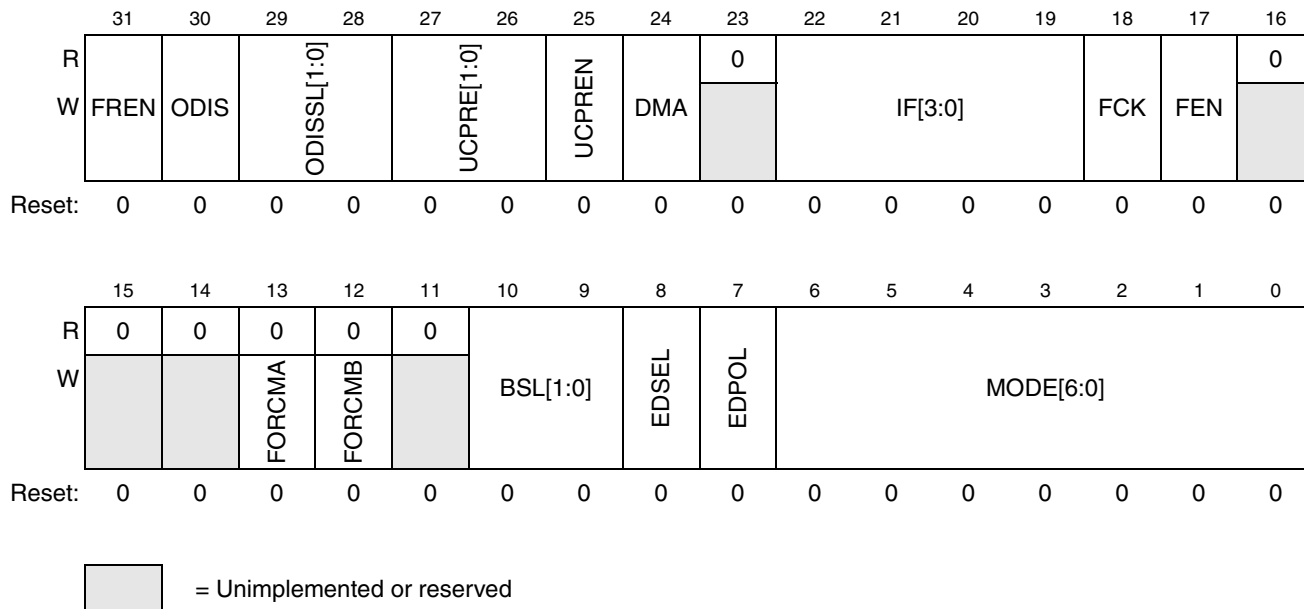 31 30 29 28 27 26 25 24 23 22 21 20 19 18 17 16
R 0 0
W FREN ODIS ODISSL[1:0] UCPRE[1:0] UCPREN DMA IF[3:0] FCK FEN
Reset: 0 0 0 0 0 0 0 0 0 0 0 0 0 0 0 0
15 14 13 12 11 10 9 8 7 6 5 4 3 2 1 0
R 0 0 0 0 0
W FORCMA FORCMB BSL[1:0] EDSEL EDPOL MODE[6:0]
Reset: 0 0 0 0 0 0 0 0 0 0 0 0 0 0 0 0
= Unimplemented or reserved